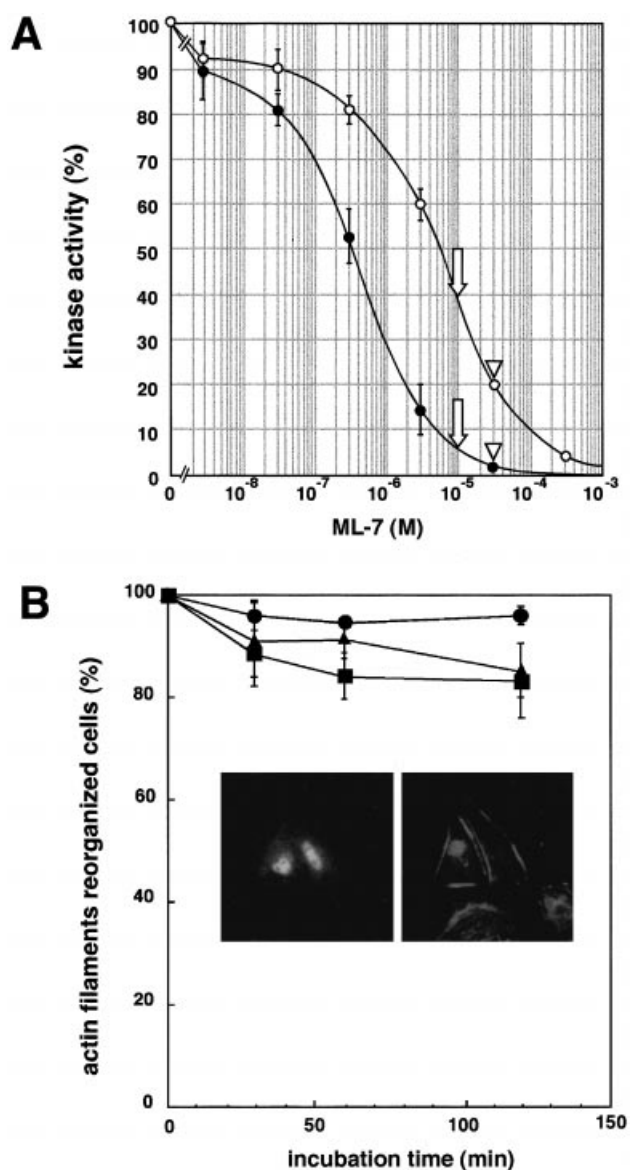 A
kinase activity (%)
100
90
80
70
60
50
40
30
20
10
0
0 10⁻⁸ 10⁻⁷ 10⁻⁶ 10⁻⁵ 10⁻⁴ 10⁻³
ML-7 (M)
B
actin filaments reorganized cells (%)
100
80
60
40
20
0
0 50 100 150
incubation time (min)